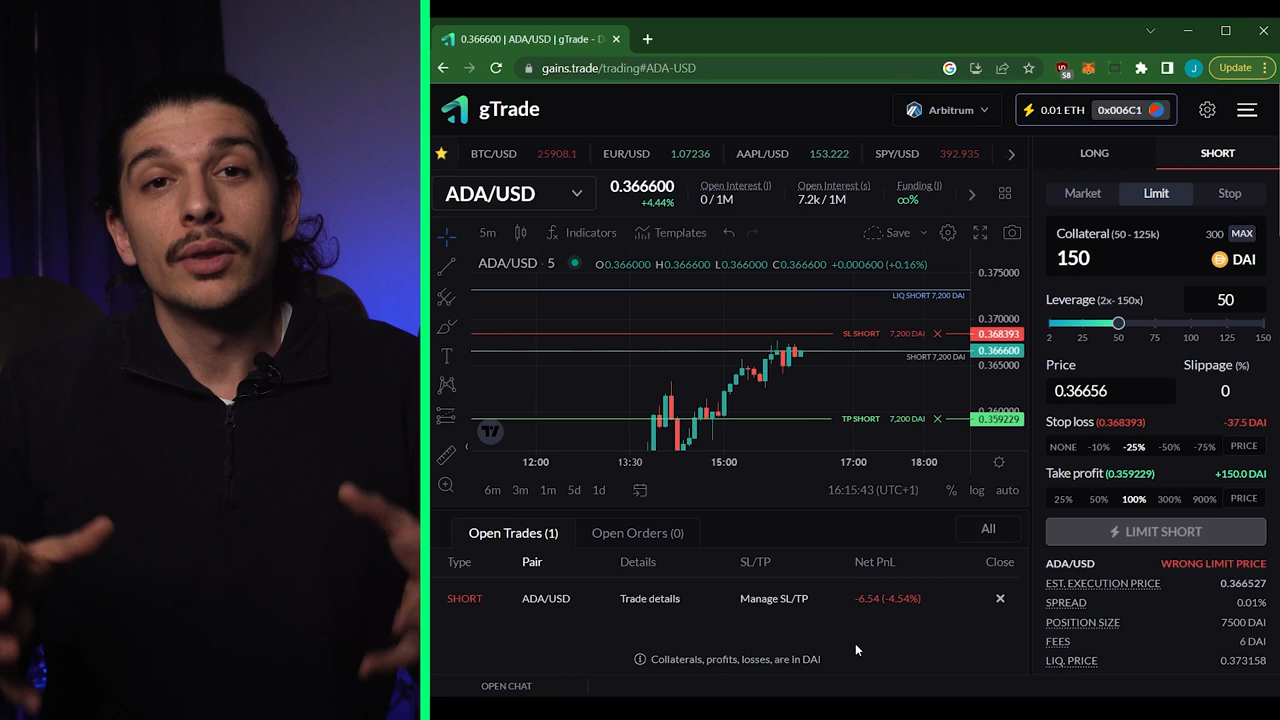 0.366600 | ADA/USD | gTrade - D
gains.trade/trading#ADA-USD
58
J
Update
gTrade
Arbitrum
0.01 ETH
0x006C1
BTC/USD 25908.1 EUR/USD 1.07236 AAPL/USD 153.222 SPY/USD 392.935
ADA/USD
0.366600
+4.44%
Open Interest (l)
0 / 1M
Open Interest (s)
7.2k / 1M
Funding (l)
∞%
5m Indicators Templates Save
ADA/USD · 5 O0.366600 H0.366600 L0.366600 C0.366600 +0.000600 (+0.16%)
0.375000
LIQ SHORT 7,200 DAI
0.370000
SL SHORT 7,200 DAI 0.368393
0.366600
SHORT 7,200 DAI
0.365000
0.360000
TP SHORT 7,200 DAI 0.359229
12:00 13:30 15:00 17:00 18:00
6m 3m 1m 5d 1d 16:15:43 (UTC+1) % log auto
Open Trades (1) Open Orders (0) All
Type Pair Details SL/TP Net PnL Close
SHORT ADA/USD Trade details Manage SL/TP -6.54 (-4.54%)
Collaterals, profits, losses, are in DAI
OPEN CHAT
LONG SHORT
Market Limit Stop
Collateral (50 - 125k) 300 MAX
150 DAI
Leverage (2x- 150x) 50
2 25 50 75 100 125 150
Price Slippage (%)
0.36656 0
Stop loss (0.368393) -37.5 DAI
NONE -10% -25% -50% -75% PRICE
Take profit (0.359229) +150.0 DAI
25% 50% 100% 300% 900% PRICE
LIMIT SHORT
ADA/USD WRONG LIMIT PRICE
EST. EXECUTION PRICE 0.366527
SPREAD 0.01%
POSITION SIZE 7500 DAI
FEES 6 DAI
LIQ. PRICE 0.373158